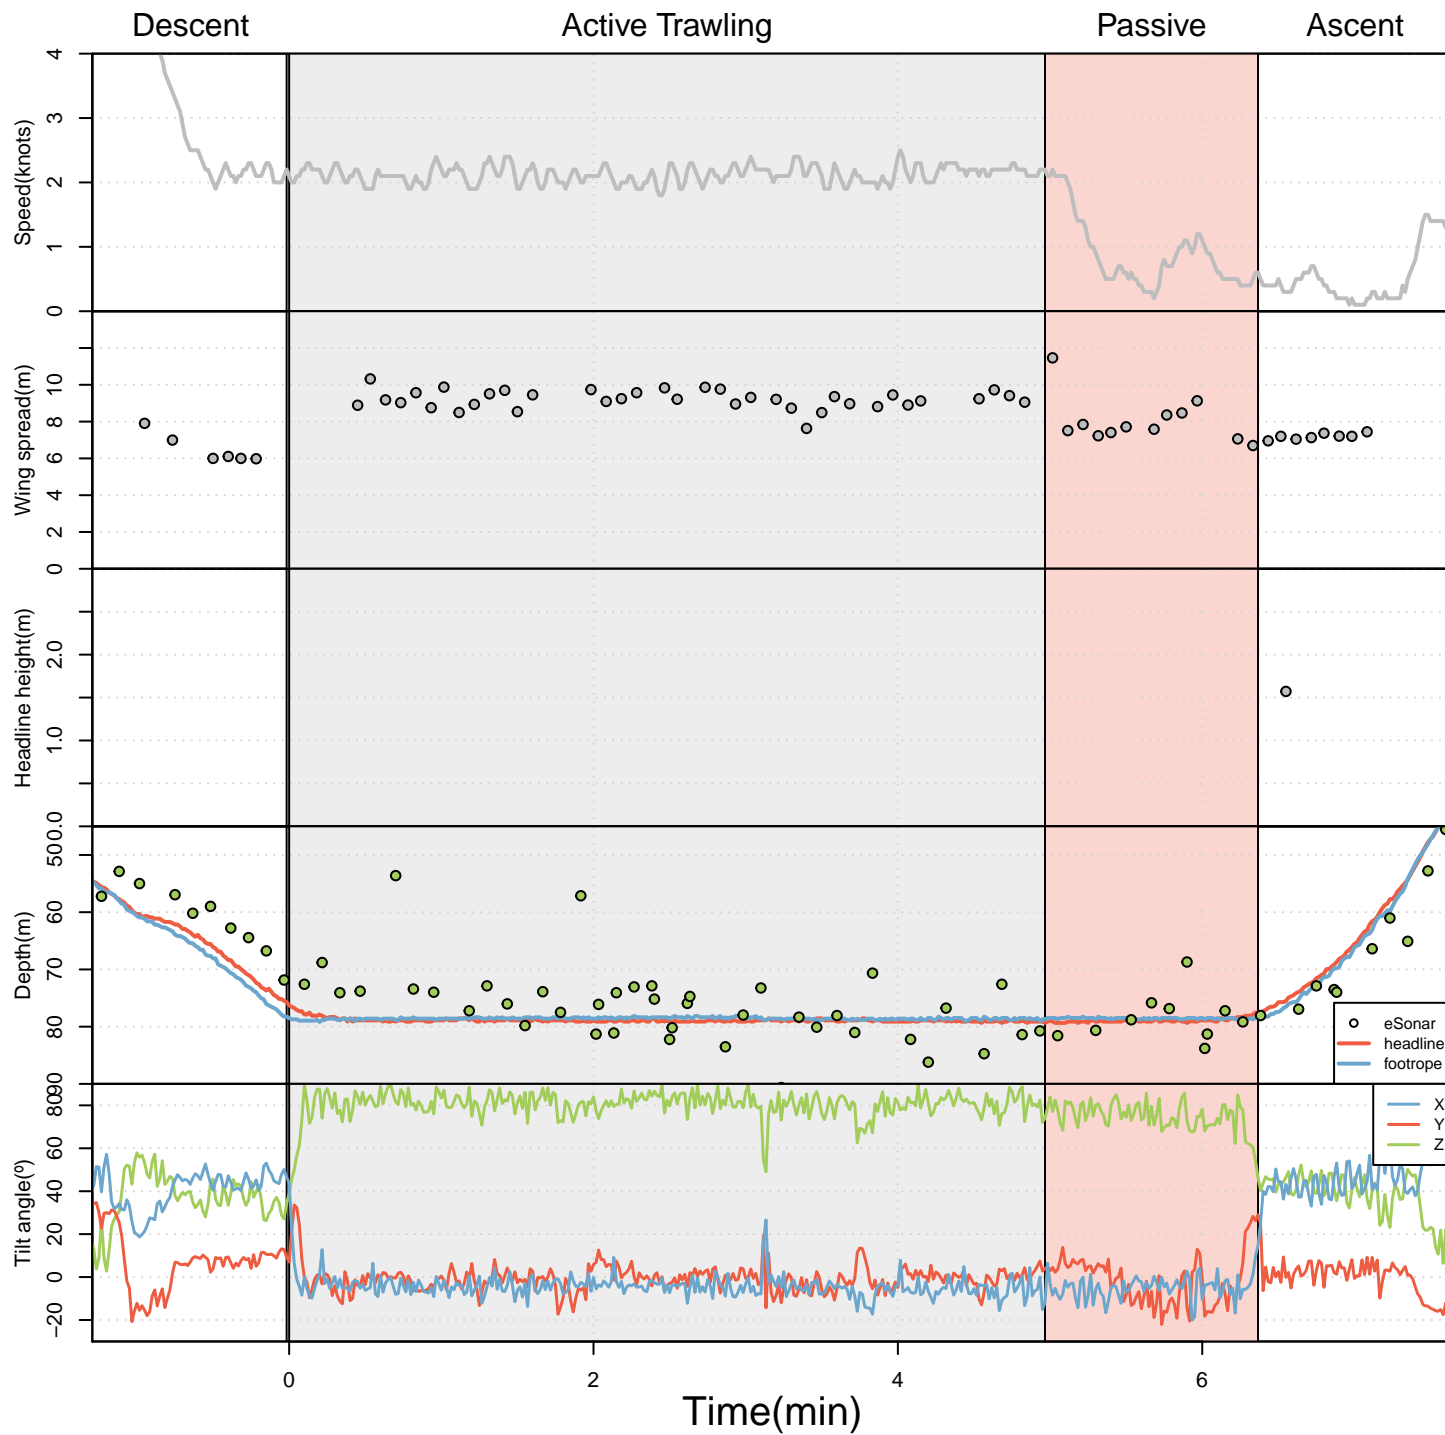 Descent Active Trawling Passive Ascent
Speed(knots)
4
3
2
1
0
Wing spread(m)
10
8
6
4
2
0
Headline height(m)
2.0
1.0
0.0
Depth(m)
50
60
70
80
90
eSonar
headline
footrope
Tilt angle(º)
80
60
40
20
0
−20
X
Y
Z
0 2 4 6
Time(min)